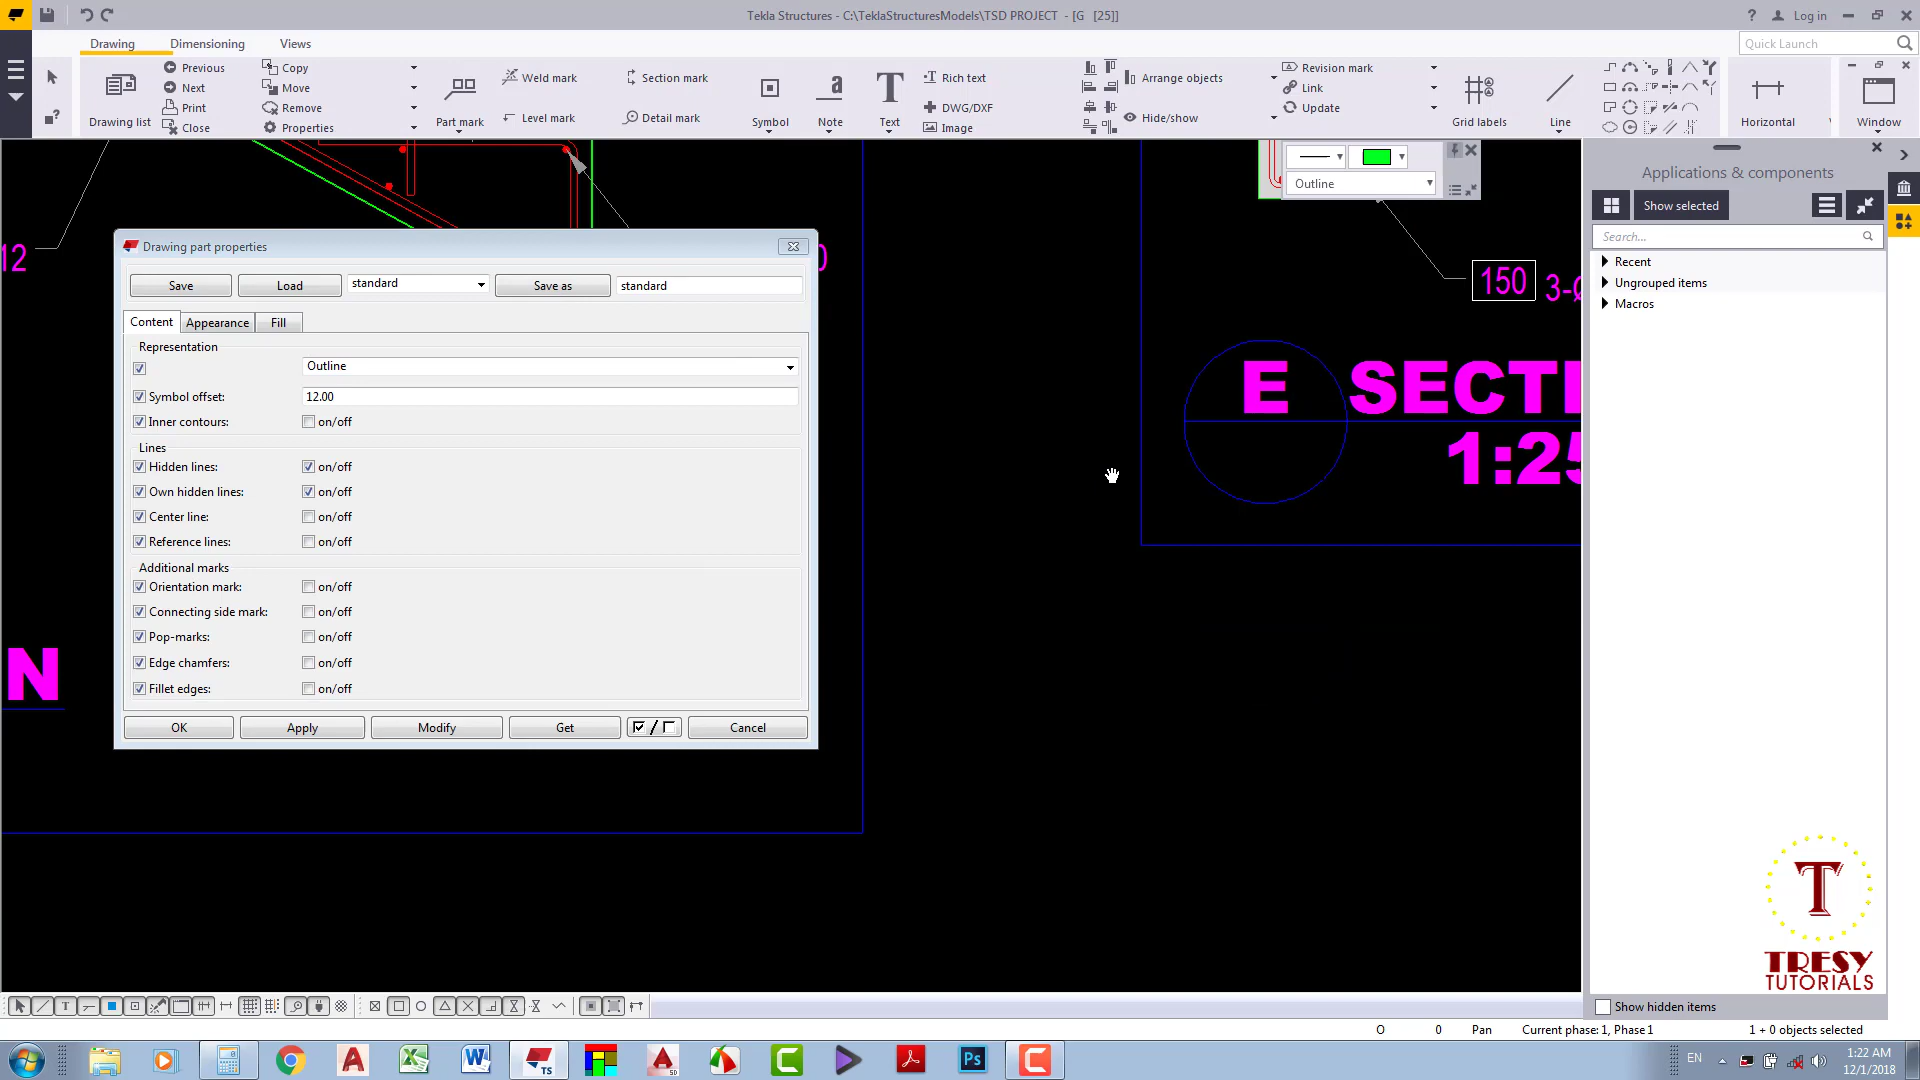 Tekla Structures - C:\TeklaStructuresModels\TSD PROJECT - [G [25]]
? Log in
Drawing Dimensioning Views
Quick Launch
Drawing list
Previous
Next
Print
Close
Copy
Move
Remove
Properties
Part mark
Weld mark
Level mark
Section mark
Detail mark
Symbol
a
Note
T
Text
Rich text
DWG/DXF
Image
Arrange objects
Hide/show
Revision mark
Link
Update
Grid labels
Line
Horizontal
Window
Outline
12
150 3-Ø
E SECTI
1:25
N
Drawing part properties
Save Load standard Save as standard
Content Appearance Fill
Representation
Outline
Symbol offset: 12.00
Inner contours: on/off
Lines
Hidden lines: on/off
Own hidden lines: on/off
Center line: on/off
Reference lines: on/off
Additional marks
Orientation mark: on/off
Connecting side mark: on/off
Pop-marks: on/off
Edge chamfers: on/off
Fillet edges: on/off
OK Apply Modify Get / Cancel
Applications & components
Show selected
Search...
Recent
Ungrouped items
Macros
T
TRESY
TUTORIALS
Show hidden items
O 0 Pan Current phase: 1, Phase 1 1 + 0 objects selected
TS
Ps
EN
1:22 AM
12/1/2018